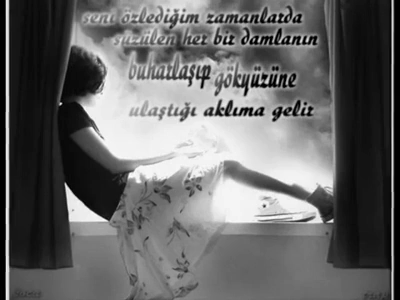 seni özlediğim zamanlarda
süzülen her bir damlanın
buharlaşıp gökyüzüne
ulaştığı aklıma gelir